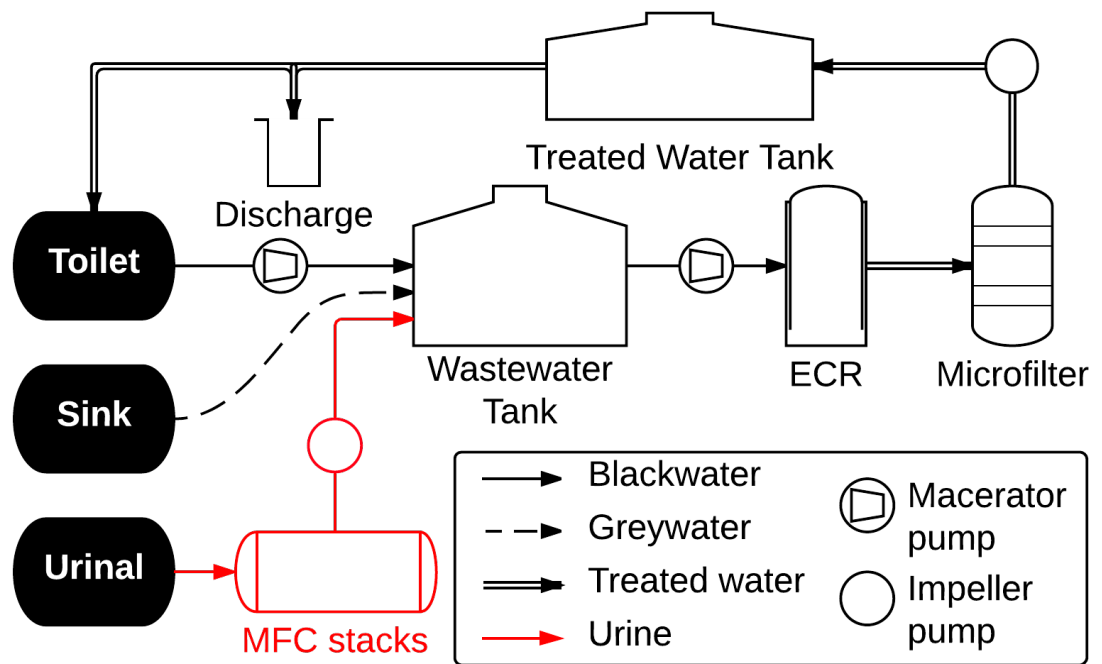 Treated Water Tank
Discharge
Toilet
Wastewater
Tank
ECR
Microfilter
Sink
Urinal
MFC stacks
Blackwater
Greywater
Treated water
Urine
Macerator
pump
Impeller
pump